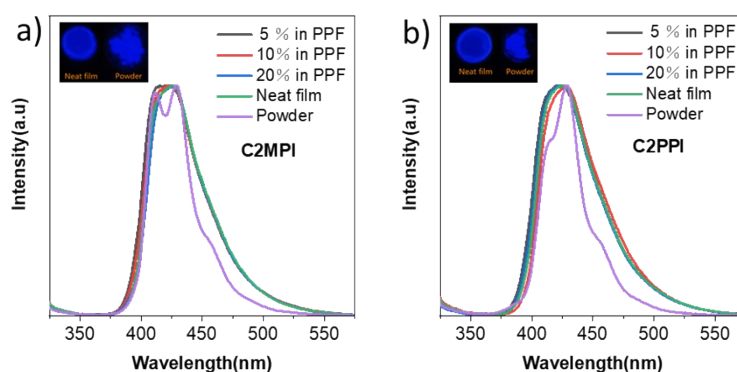 a)
Neat film Powder
5 % in PPF
10% in PPF
20% in PPF
Neat film
Powder
C2MPI
Intensity(a.u)
350 400 450 500 550
Wavelength(nm)
b)
Neat film Powder
5 % in PPF
10% in PPF
20% in PPF
Neat film
Powder
C2PPI
Intensity(a.u)
350 400 450 500 550
Wavelength(nm)